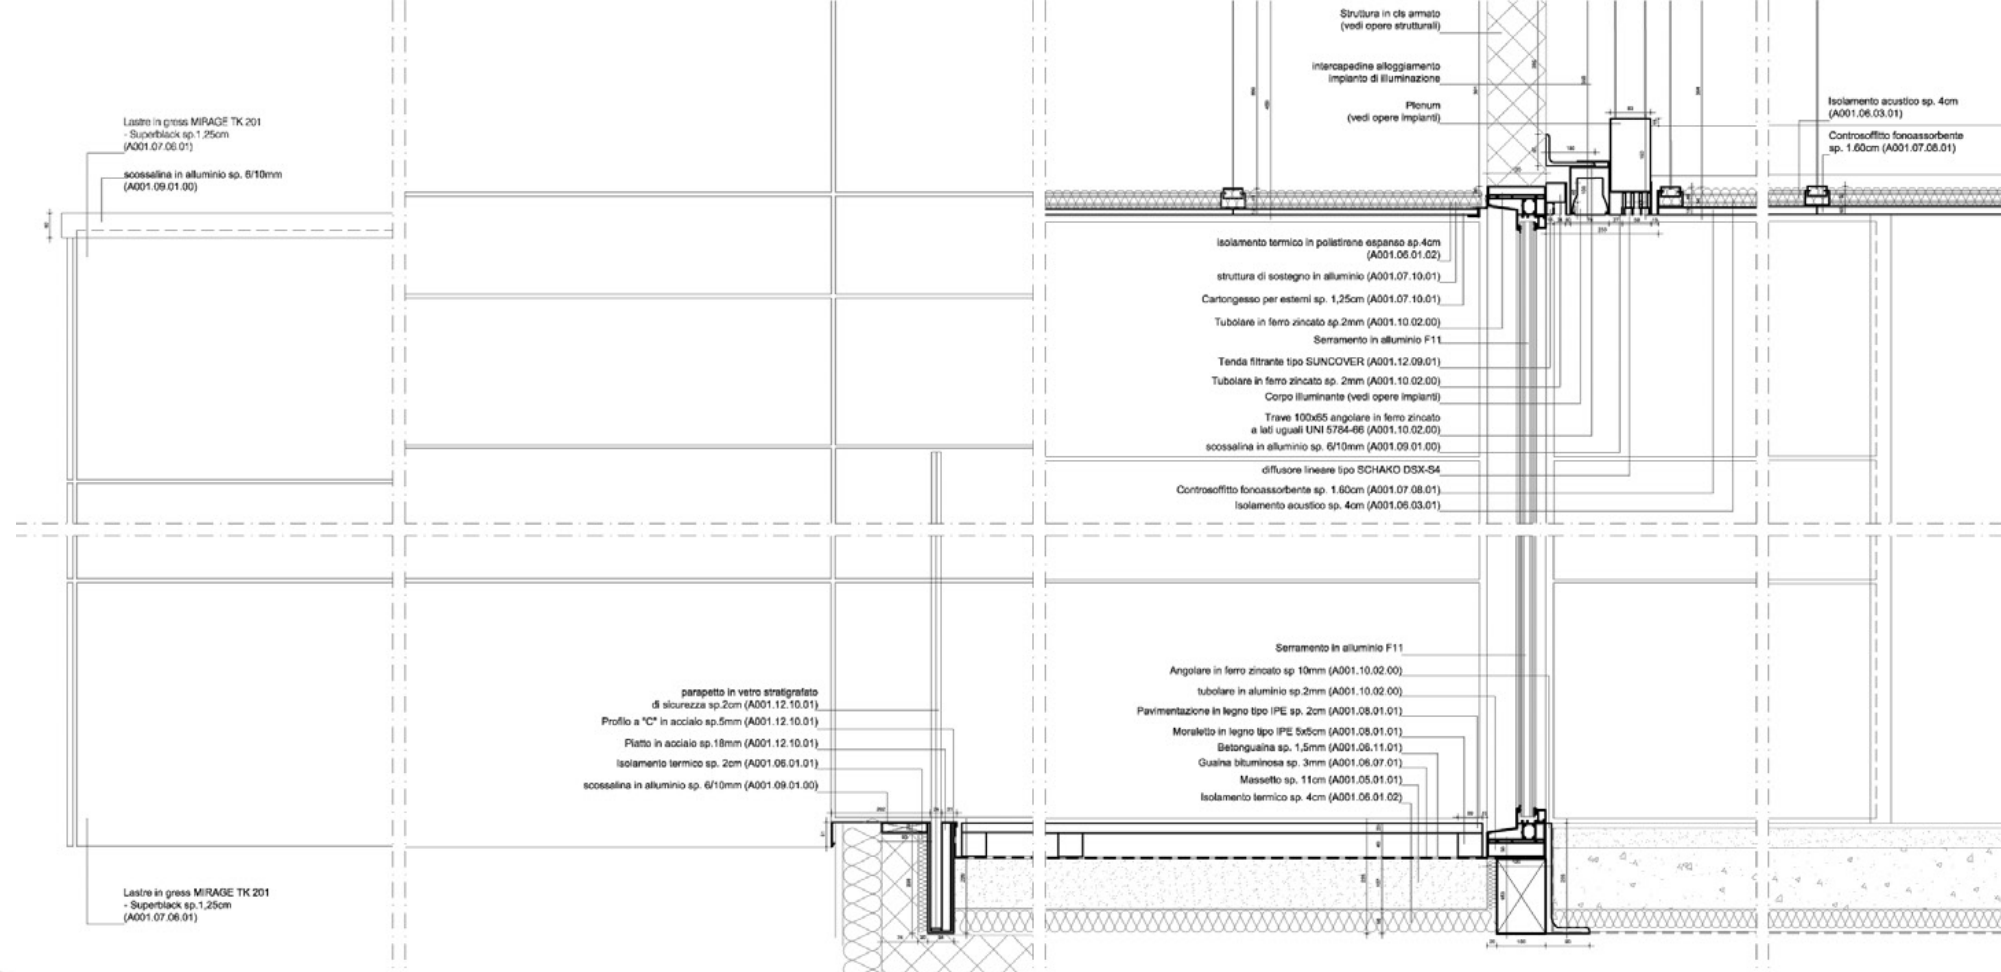 Struttura in cls armato
(vedi opere strutturali)
intercapedine alloggiamento
impianto di illuminazione
Plenum
(vedi opere impianti)
Isolamento acustico sp. 4cm
(A001.06.03.01)
Controsoffitto fonoassorbente
sp. 1.60cm (A001.07.08.01)
Lastre in gress MIRAGE TK 201
- Superblack sp.1,25cm
(A001.07.06.01)
scossalina in alluminio sp. 6/10mm
(A001.09.01.00)
isolamento termico in polistirene espanso sp.4cm
(A001.06.01.02)
struttura di sostegno in alluminio (A001.07.10.01)
Cartongesso per esterni sp. 1,25cm (A001.07.10.01)
Tubolare in ferro zincato sp.2mm (A001.10.02.00)
Serramento in alluminio F11
Tenda filtrante tipo SUNCOVER (A001.12.09.01)
Tubolare in ferro zincato sp. 2mm (A001.10.02.00)
Corpo illuminante (vedi opere impianti)
Trave 100x65 angolare in ferro zincato
a lati uguali UNI 5784-66 (A001.10.02.00)
scossalina in alluminio sp. 6/10mm (A001.09.01.00)
diffusore lineare tipo SCHAKO DSX-S4
Controsoffitto fonoassorbente sp. 1.60cm (A001.07.08.01)
Isolamento acustico sp. 4cm (A001.06.03.01)
Serramento in alluminio F11
Angolare in ferro zincato sp 10mm (A001.10.02.00)
tubolare in aluminio sp.2mm (A001.10.02.00)
Pavimentazione in legno tipo IPE sp. 2cm (A001.08.01.01)
Moraletto in legno tipo IPE 5x5cm (A001.08.01.01)
Betonguaina sp. 1,5mm (A001.06.11.01)
Guaina bituminosa sp. 3mm (A001.06.07.01)
Massetto sp. 11cm (A001.05.01.01)
Isolamento termico sp. 4cm (A001.06.01.02)
parapetto in vetro stratigrafato
di sicurezza sp.2cm (A001.12.10.01)
Profilo a "C" in acciaio sp.5mm (A001.12.10.01)
Piatto in acciaio sp.18mm (A001.12.10.01)
Isolamento termico sp. 2cm (A001.06.01.01)
scossalina in alluminio sp. 6/10mm (A001.09.01.00)
Lastre in gress MIRAGE TK 201
- Superblack sp.1,25cm
(A001.07.06.01)